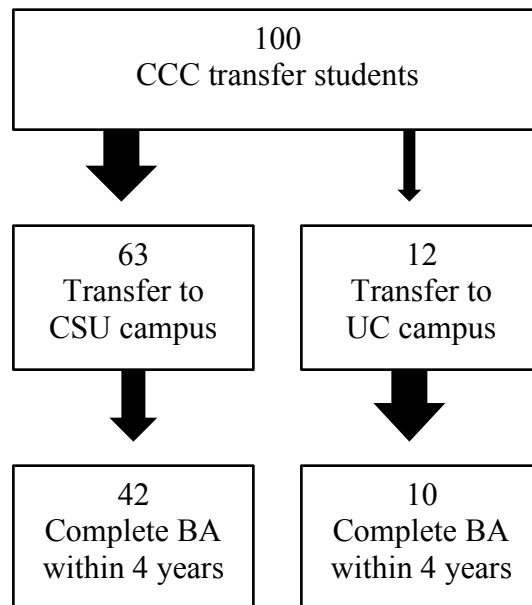 100
CCC transfer students
63
Transfer to
CSU campus
12
Transfer to
UC campus
42
Complete BA
within 4 years
10
Complete BA
within 4 years